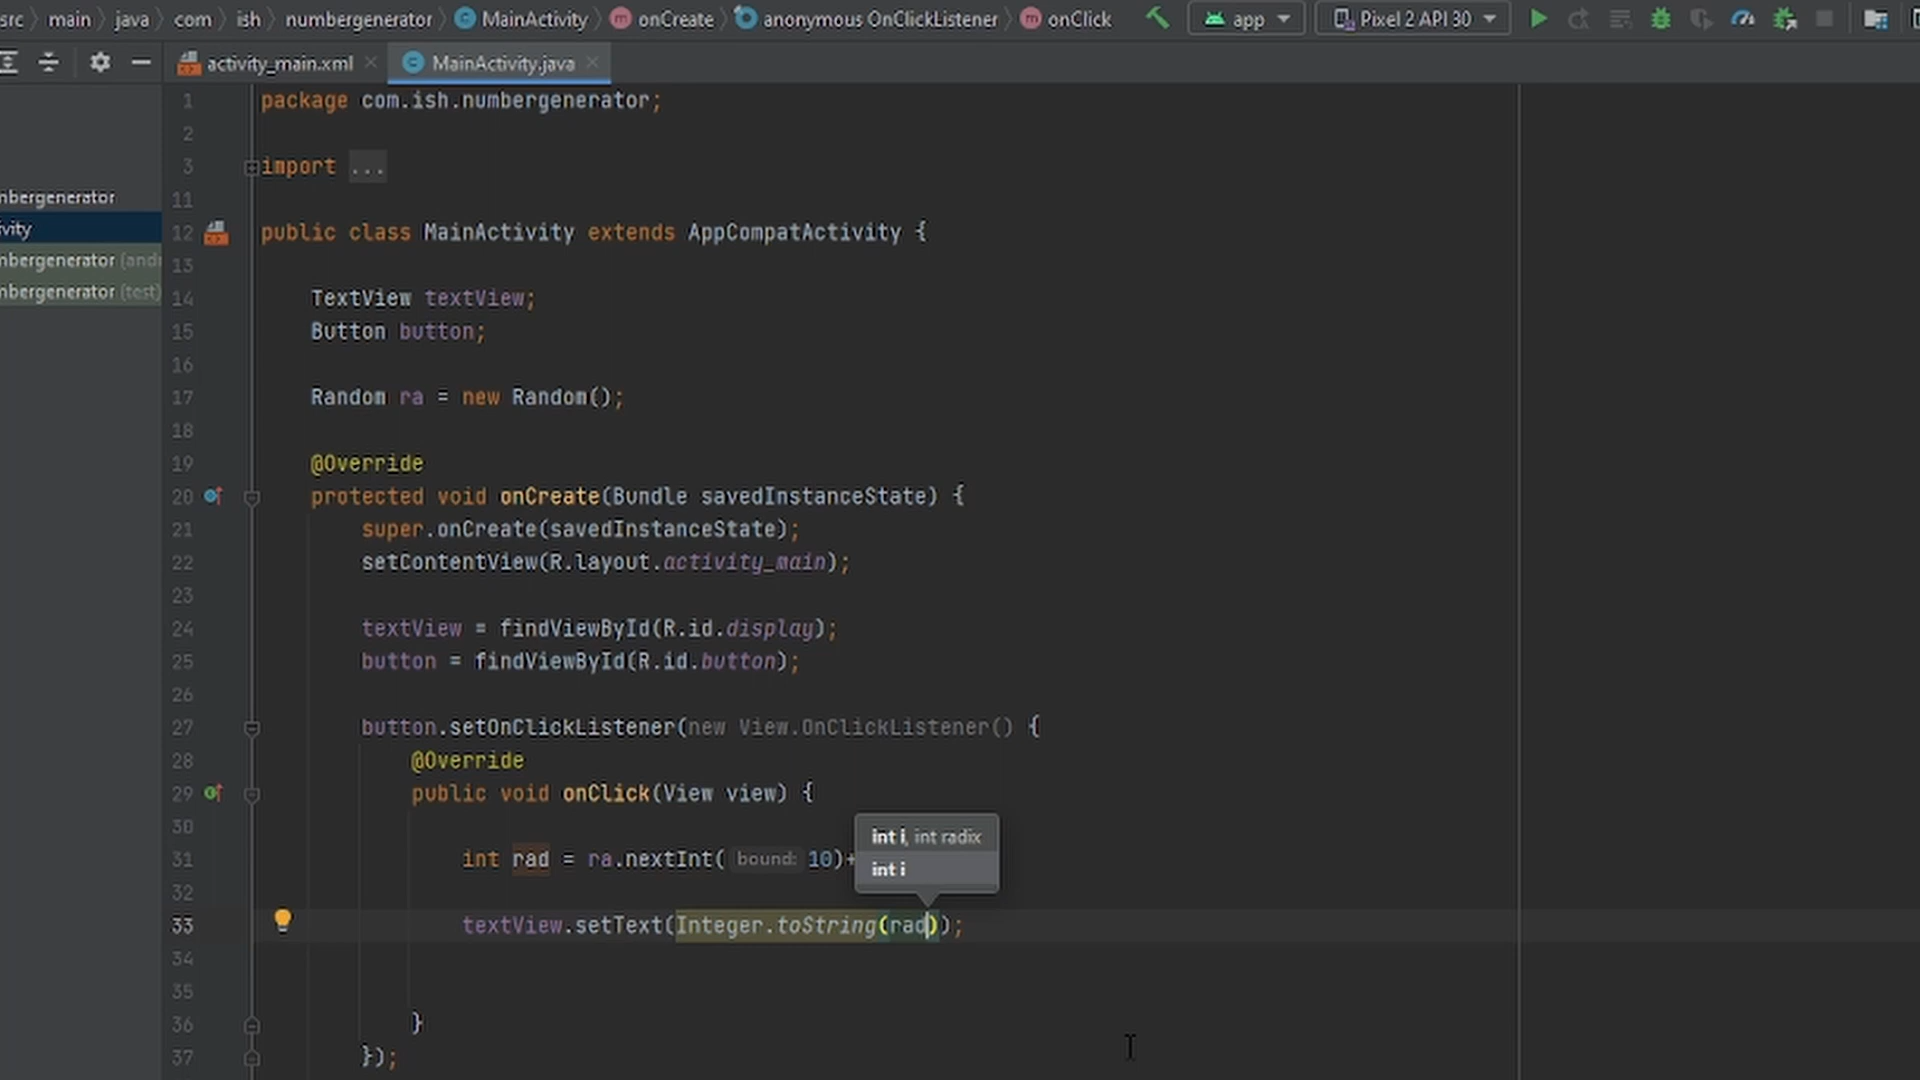 src main java com ish numbergenerator MainActivity onCreate anonymous OnClickListener onClick app Pixel 2 API 30
activity_main.xml MainActivity.java
nbergenerator
ivity
nbergenerator (andr
nbergenerator (test)
1 package com.ish.numbergenerator;
2
3 import ...
11
12 public class MainActivity extends AppCompatActivity {
13
14 TextView textView;
15 Button button;
16
17 Random ra = new Random();
18
19 @Override
20 protected void onCreate(Bundle savedInstanceState) {
21 super.onCreate(savedInstanceState);
22 setContentView(R.layout.activity_main);
23
24 textView = findViewById(R.id.display);
25 button = findViewById(R.id.button);
26
27 button.setOnClickListener(new View.OnClickListener() {
28 @Override
29 public void onClick(View view) {
30
int i, int radix
31 int rad = ra.nextInt( bound: 10)+
int i
32
33 textView.setText(Integer.toString(rad));
34
35
36 }
37 });